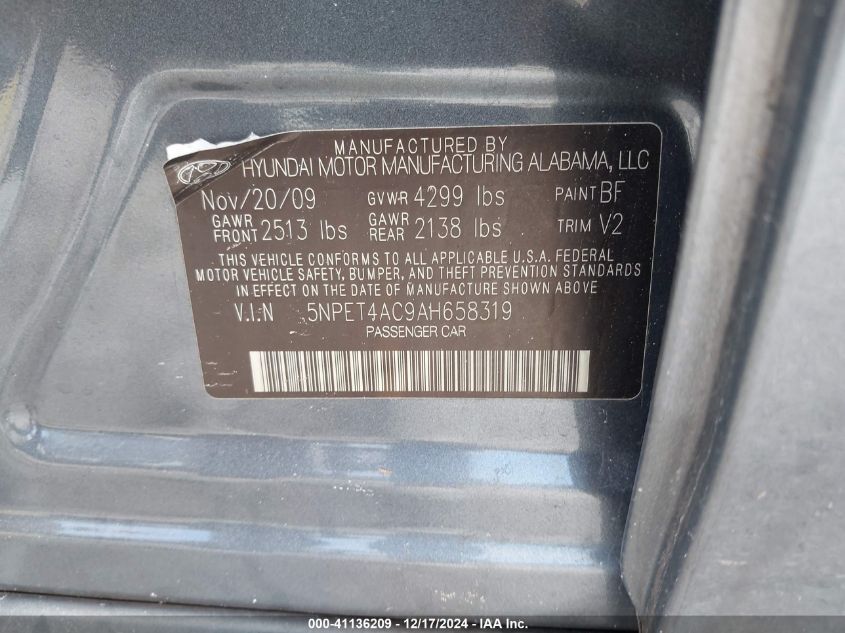 MANUFACTURED BY
HYUNDAI MOTOR MANUFACTURING ALABAMA, LLC
Nov/20/09 GVWR 4299 lbs PAINT BF
GAWR FRONT 2513 lbs GAWR REAR 2138 lbs TRIM V2
THIS VEHICLE CONFORMS TO ALL APPLICABLE U.S.A. FEDERAL
MOTOR VEHICLE SAFETY, BUMPER, AND THEFT PREVENTION STANDARDS
IN EFFECT ON THE DATE OF MANUFACTURE SHOWN ABOVE.
V.I.N 5NPET4AC9AH658319
PASSENGER CAR
000-41136209 - 12/17/2024 - IAA Inc.